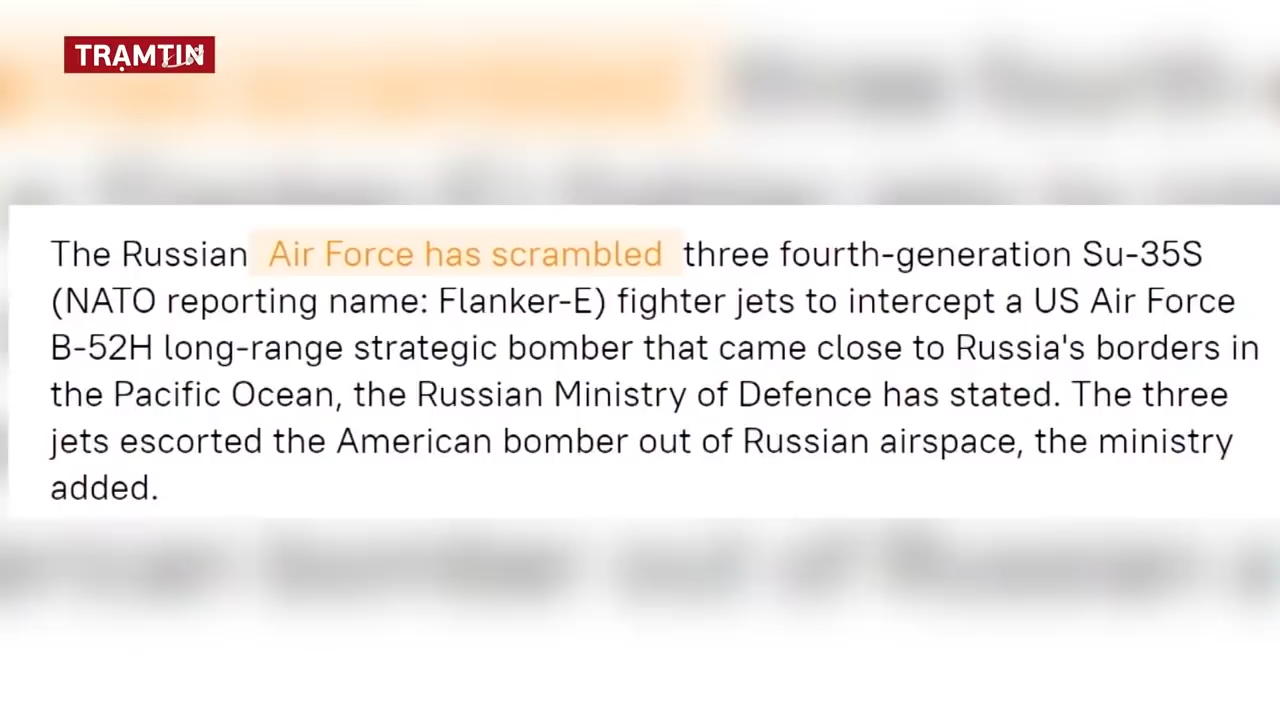 TRẠMTIN
The Russian Air Force has scrambled three fourth-generation Su-35S
(NATO reporting name: Flanker-E) fighter jets to intercept a US Air Force
B-52H long-range strategic bomber that came close to Russia's borders in
the Pacific Ocean, the Russian Ministry of Defence has stated. The three
jets escorted the American bomber out of Russian airspace, the ministry
added.